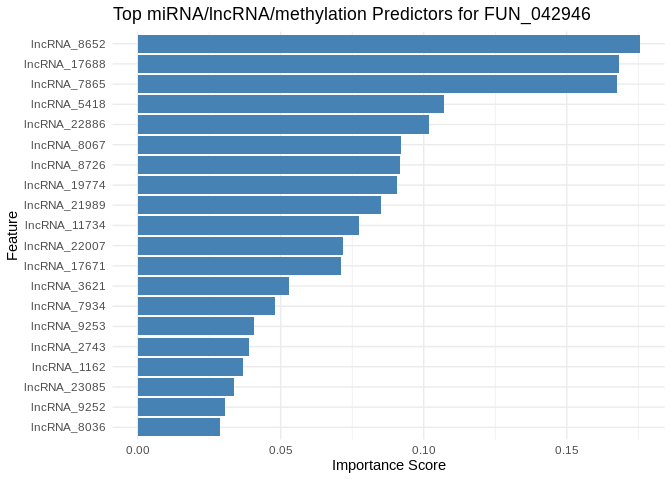 Top miRNA/lncRNA/methylation Predictors for FUN_042946
Feature
lncRNA_8652
lncRNA_17688
lncRNA_7865
lncRNA_5418
lncRNA_22886
lncRNA_8067
lncRNA_8726
lncRNA_19774
lncRNA_21989
lncRNA_11734
lncRNA_22007
lncRNA_17671
lncRNA_3621
lncRNA_7934
lncRNA_9253
lncRNA_2743
lncRNA_1162
lncRNA_23085
lncRNA_9252
lncRNA_8036
0.00 0.05 0.10 0.15
Importance Score